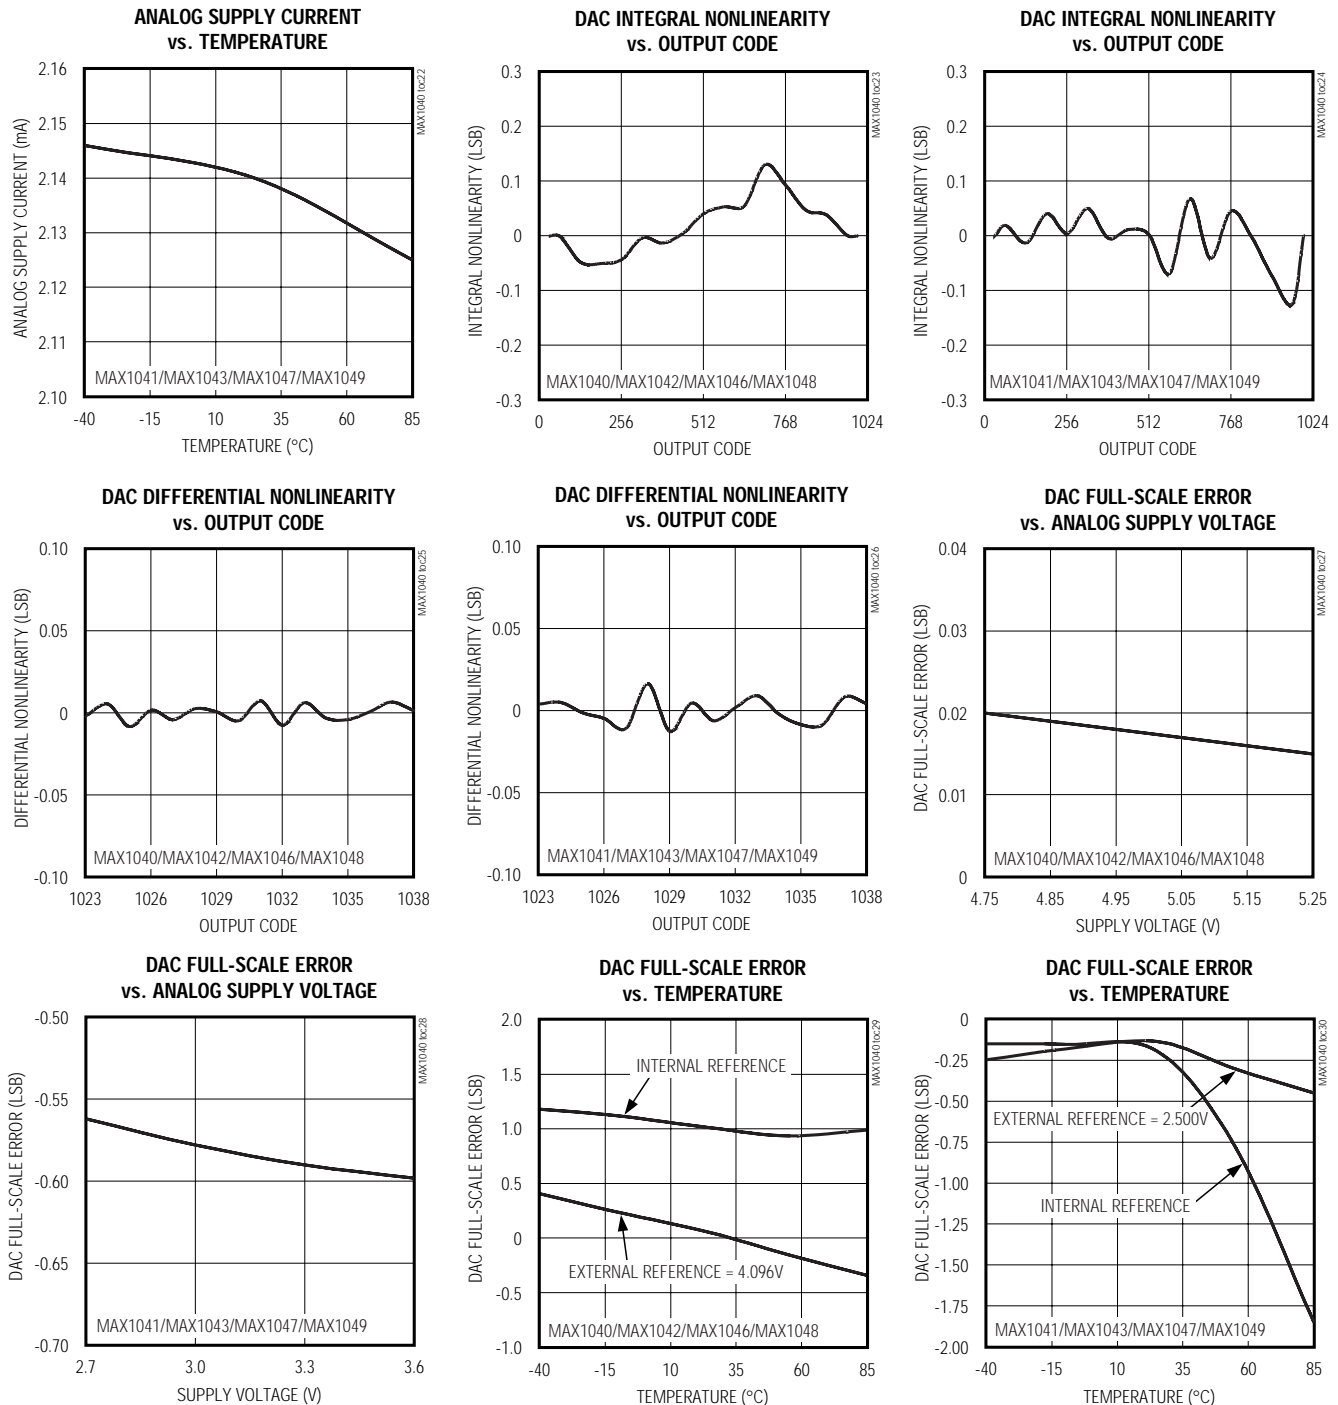 ANALOG SUPPLY CURRENT
vs. TEMPERATURE
2.16
2.15
2.14
2.13
2.12
2.11
2.10
ANALOG SUPPLY CURRENT (mA)
MAX1040 toc22
MAX1041/MAX1043/MAX1047/MAX1049
-40 -15 10 35 60 85
TEMPERATURE (°C)
DAC INTEGRAL NONLINEARITY
vs. OUTPUT CODE
0.3
0.2
0.1
0
-0.1
-0.2
-0.3
INTEGRAL NONLINEARITY (LSB)
MAX1040 toc23
MAX1040/MAX1042/MAX1046/MAX1048
0 256 512 768 1024
OUTPUT CODE
DAC INTEGRAL NONLINEARITY
vs. OUTPUT CODE
0.3
0.2
0.1
0
-0.1
-0.2
-0.3
INTEGRAL NONLINEARITY (LSB)
MAX1040 toc24
MAX1041/MAX1043/MAX1047/MAX1049
0 256 512 768 1024
OUTPUT CODE
DAC DIFFERENTIAL NONLINEARITY
vs. OUTPUT CODE
0.10
0.05
0
-0.05
-0.10
DIFFERENTIAL NONLINEARITY (LSB)
MAX1040 toc25
MAX1040/MAX1042/MAX1046/MAX1048
1023 1026 1029 1032 1035 1038
OUTPUT CODE
DAC DIFFERENTIAL NONLINEARITY
vs. OUTPUT CODE
0.10
0.05
0
-0.05
-0.10
DIFFERENTIAL NONLINEARITY (LSB)
MAX1040 toc26
MAX1041/MAX1043/MAX1047/MAX1049
1023 1026 1029 1032 1035 1038
OUTPUT CODE
DAC FULL-SCALE ERROR
vs. ANALOG SUPPLY VOLTAGE
0.04
0.03
0.02
0.01
0
DAC FULL-SCALE ERROR (LSB)
MAX1040 toc27
MAX1040/MAX1042/MAX1046/MAX1048
4.75 4.85 4.95 5.05 5.15 5.25
SUPPLY VOLTAGE (V)
DAC FULL-SCALE ERROR
vs. ANALOG SUPPLY VOLTAGE
-0.50
-0.55
-0.60
-0.65
-0.70
DAC FULL-SCALE ERROR (LSB)
MAX1040 toc28
MAX1041/MAX1043/MAX1047/MAX1049
2.7 3.0 3.3 3.6
SUPPLY VOLTAGE (V)
DAC FULL-SCALE ERROR
vs. TEMPERATURE
2.0
1.5
1.0
0.5
0
-0.5
-1.0
DAC FULL-SCALE ERROR (LSB)
MAX1040 toc29
INTERNAL REFERENCE
EXTERNAL REFERENCE = 4.096V
MAX1040/MAX1042/MAX1046/MAX1048
-40 -15 10 35 60 85
TEMPERATURE (°C)
DAC FULL-SCALE ERROR
vs. TEMPERATURE
0
-0.25
-0.50
-0.75
-1.00
-1.25
-1.50
-1.75
-2.00
DAC FULL-SCALE ERROR (LSB)
MAX1040 toc30
EXTERNAL REFERENCE = 2.500V
INTERNAL REFERENCE
MAX1041/MAX1043/MAX1047/MAX1049
-40 -15 10 35 60 85
TEMPERATURE (°C)